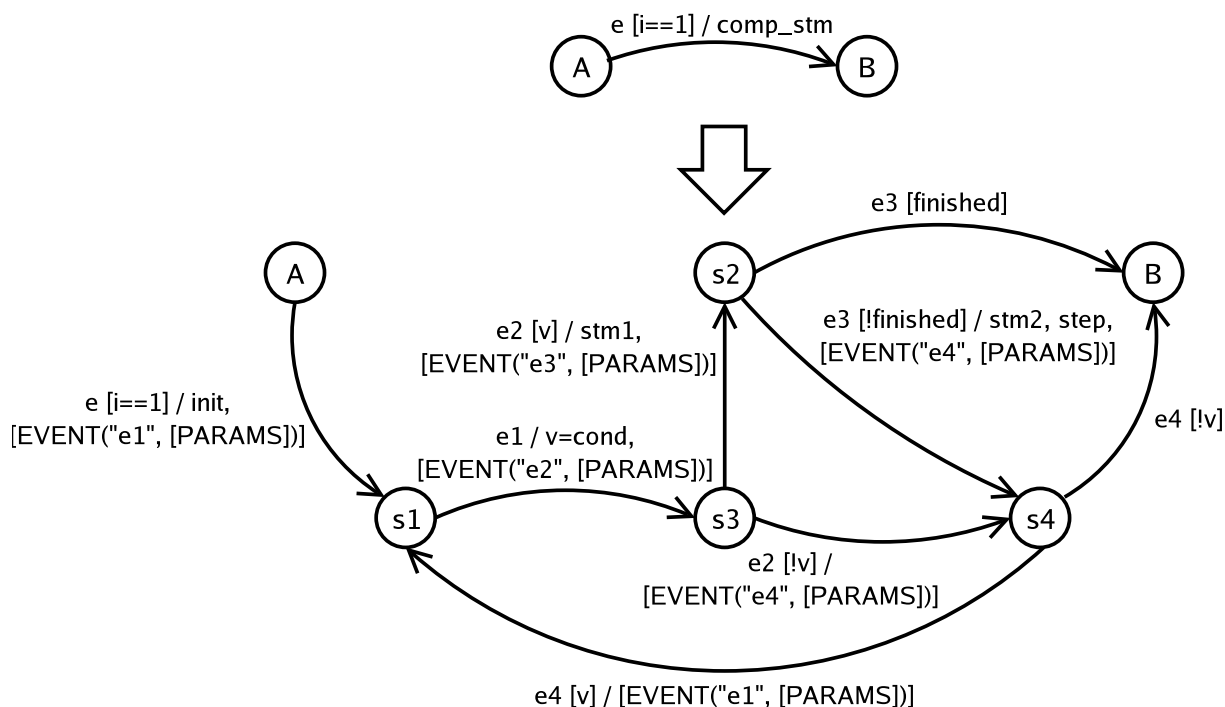 e [i==1] / comp_stm
A
B
e3 [finished]
A
s2
B
e2 [v] / stm1,
[EVENT("e3", [PARAMS])]
e3 [!finished] / stm2, step,
[EVENT("e4", [PARAMS])]
e [i==1] / init,
[EVENT("e1", [PARAMS])]
e1 / v=cond,
[EVENT("e2", [PARAMS])]
e4 [!v]
s1
s3
s4
e2 [!v] /
[EVENT("e4", [PARAMS])]
e4 [v] / [EVENT("e1", [PARAMS])]